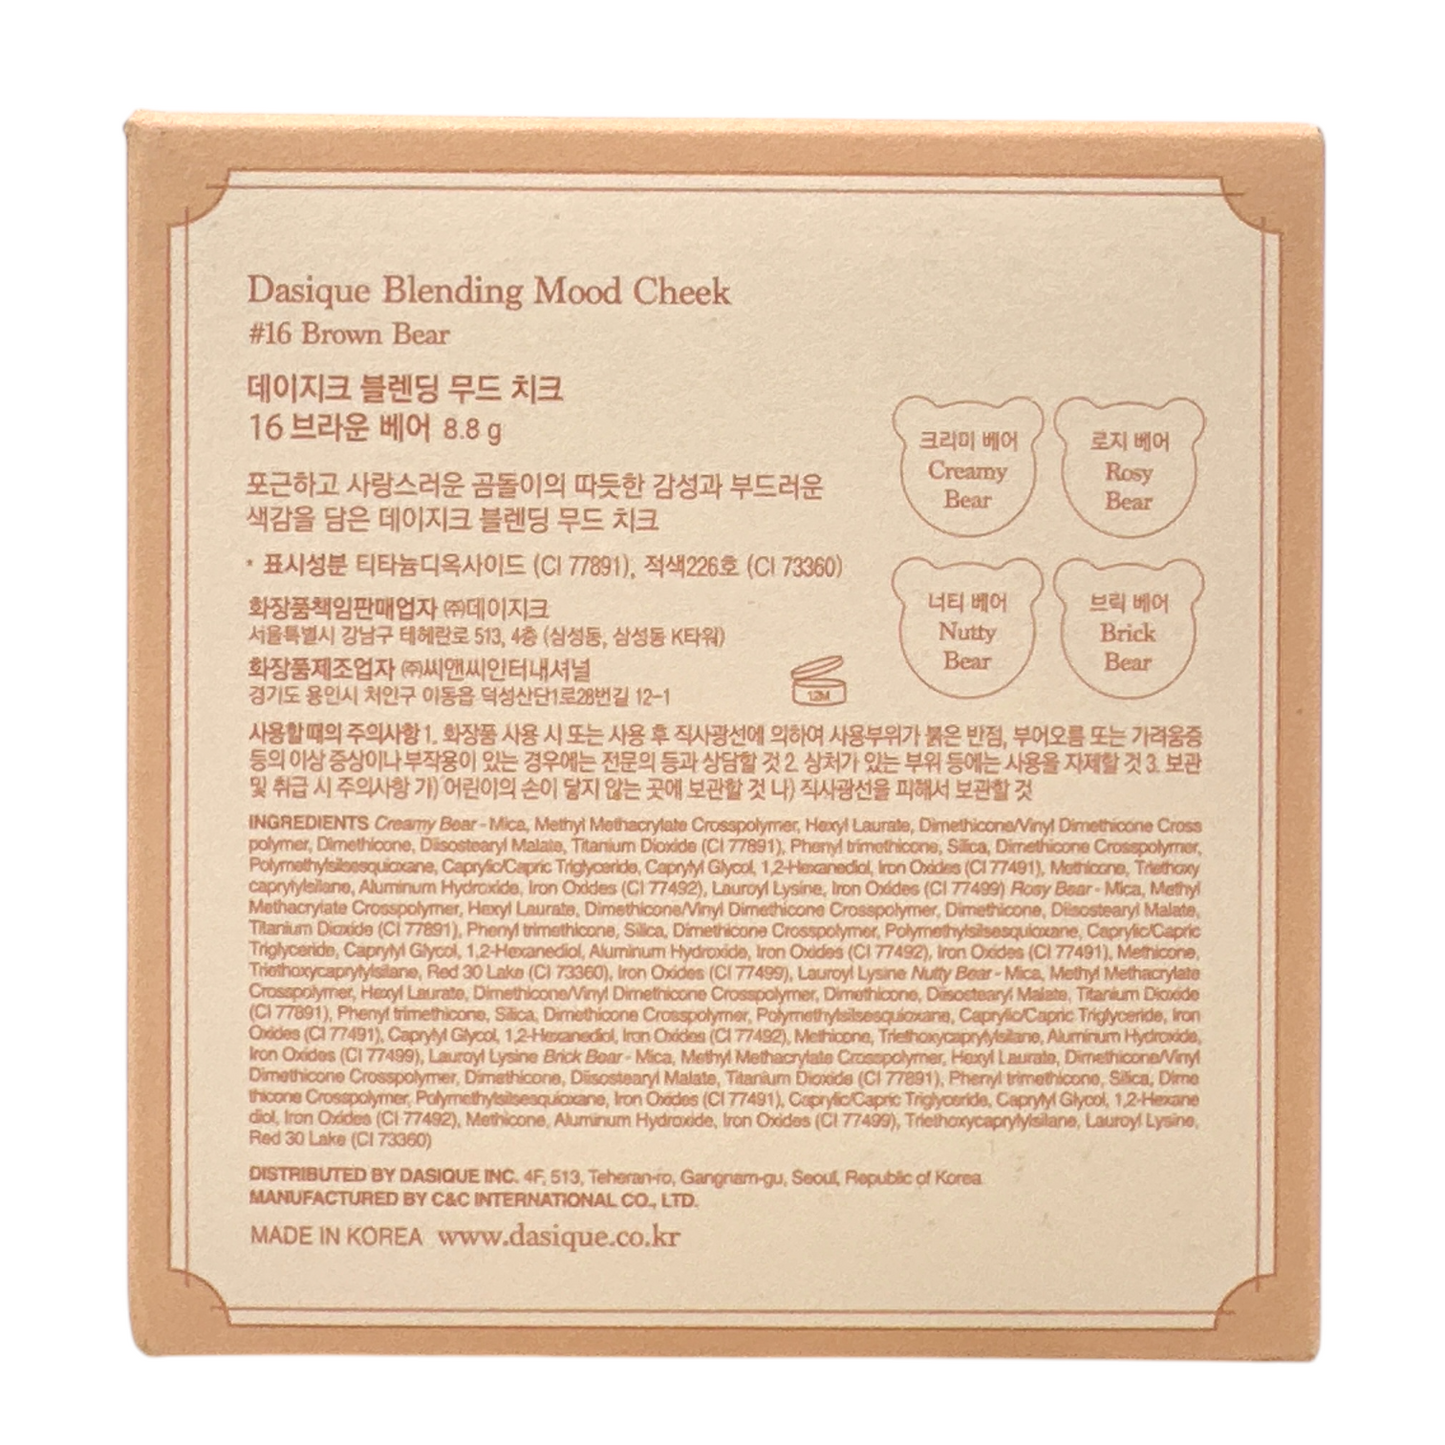 Dasique Blending Mood Cheek
#16 Brown Bear
데이지크 블렌딩 무드 치크
16 브라운 베어 8.8 g
포근하고 사랑스러운 곰돌이의 따듯한 감성과 부드러운
색감을 담은 데이지크 블렌딩 무드 치크
* 표시성분 티타늄디옥사이드 (CI 77891), 적색226호 (CI 73360)
화장품책임판매업자 ㈜데이지크
서울특별시 강남구 테헤란로 513, 4층 (삼성동, 삼성동 K타워)
화장품제조업자 ㈜씨앤씨인터내셔널
경기도 용인시 처인구 이동읍 덕성산단1로28번길 12-1
12M
크리미 베어
Creamy
Bear
로지 베어
Rosy
Bear
너티 베어
Nutty
Bear
브릭 베어
Brick
Bear
사용할 때의 주의사항 1. 화장품 사용 시 또는 사용 후 직사광선에 의하여 사용부위가 붉은 반점, 부어오름 또는 가려움증
등의 이상 증상이나 부작용이 있는 경우에는 전문의 등과 상담할 것 2. 상처가 있는 부위 등에는 사용을 자제할 것 3. 보관
및 취급 시 주의사항 가) 어린이의 손이 닿지 않는 곳에 보관할 것 나) 직사광선을 피해서 보관할 것
INGREDIENTS Creamy Bear - Mica, Methyl Methacrylate Crosspolymer, Hexyl Laurate, Dimethicone/Vinyl Dimethicone Cross
polymer, Dimethicone, Diisostearyl Malate, Titanium Dioxide (CI 77891), Phenyl trimethicone, Silica, Dimethicone Crosspolymer,
Polymethylsilsesquioxane, Caprylic/Capric Triglyceride, Caprylyl Glycol, 1,2-Hexanediol, Iron Oxides (CI 77491), Methicone, Triethoxy
caprylylsilane, Aluminum Hydroxide, Iron Oxides (CI 77492), Lauroyl Lysine, Iron Oxides (CI 77499) Rosy Bear - Mica, Methyl
Methacrylate Crosspolymer, Hexyl Laurate, Dimethicone/Vinyl Dimethicone Crosspolymer, Dimethicone, Diisostearyl Malate,
Titanium Dioxide (CI 77891), Phenyl trimethicone, Silica, Dimethicone Crosspolymer, Polymethylsilsesquioxane, Caprylic/Capric
Triglyceride, Caprylyl Glycol, 1,2-Hexanediol, Aluminum Hydroxide, Iron Oxides (CI 77492), Iron Oxides (CI 77491), Methicone,
Triethoxycaprylylsilane, Red 30 Lake (CI 73360), Iron Oxides (CI 77499), Lauroyl Lysine Nutty Bear - Mica, Methyl Methacrylate
Crosspolymer, Hexyl Laurate, Dimethicone/Vinyl Dimethicone Crosspolymer, Dimethicone, Diisostearyl Malate, Titanium Dioxide
(CI 77891), Phenyl trimethicone, Silica, Dimethicone Crosspolymer, Polymethylsilsesquioxane, Caprylic/Capric Triglyceride, Iron
Oxides (CI 77491), Caprylyl Glycol, 1,2-Hexanediol, Iron Oxides (CI 77492), Methicone, Triethoxycaprylylsilane, Aluminum Hydroxide,
Iron Oxides (CI 77499), Lauroyl Lysine Brick Bear - Mica, Methyl Methacrylate Crosspolymer, Hexyl Laurate, Dimethicone/Vinyl
Dimethicone Crosspolymer, Dimethicone, Diisostearyl Malate, Titanium Dioxide (CI 77891), Phenyl trimethicone, Silica, Dime
thicone Crosspolymer, Polymethylsilsesquioxane, Iron Oxides (CI 77491), Caprylic/Capric Triglyceride, Caprylyl Glycol, 1,2-Hexane
diol, Iron Oxides (CI 77492), Methicone, Aluminum Hydroxide, Iron Oxides (CI 77499), Triethoxycaprylylsilane, Lauroyl Lysine,
Red 30 Lake (CI 73360)
DISTRIBUTED BY DASIQUE INC. 4F, 513, Teheran-ro, Gangnam-gu, Seoul, Republic of Korea
MANUFACTURED BY C&C INTERNATIONAL CO., LTD.
MADE IN KOREA www.dasique.co.kr